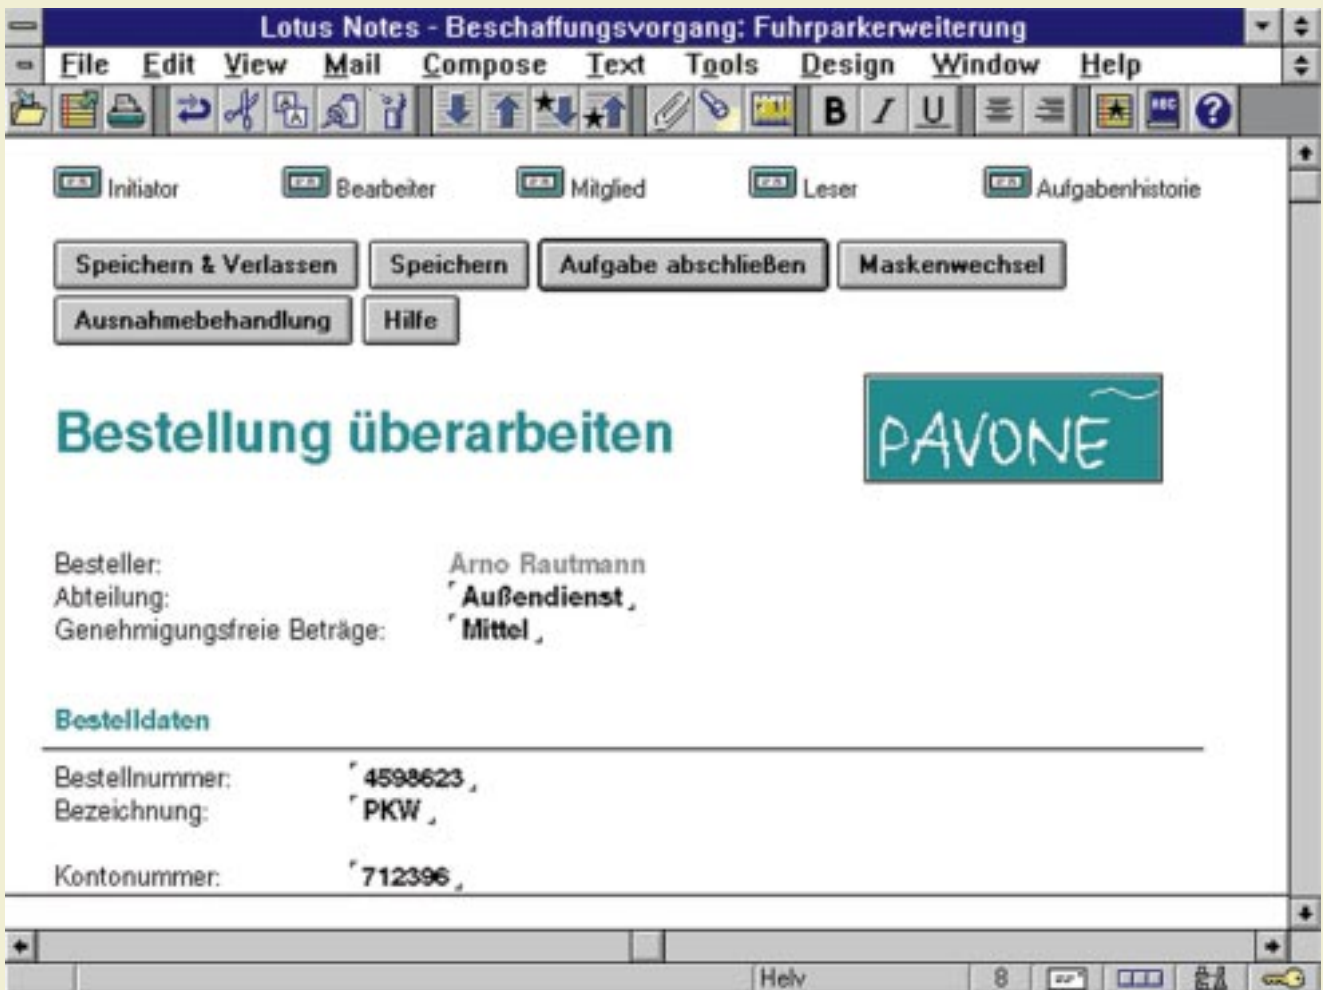 Lotus Notes - Beschaffungsvorgang: Fuhrparkerweiterung
File Edit View Mail Compose Text Tools Design Window Help
B I U ABC ?
Initiator Bearbeiter Mitglied Leser Aufgabenhistorie
Speichern & Verlassen Speichern Aufgabe abschließen Maskenwechsel
Ausnahmebehandlung Hilfe
Bestellung überarbeiten
PAVONE
Besteller: Arno Rautmann
Abteilung: Außendienst
Genehmigungsfreie Beträge: Mittel
Bestelldaten
Bestellnummer: 4598623
Bezeichnung: PKW
Kontonummer: 712396
Helv 8